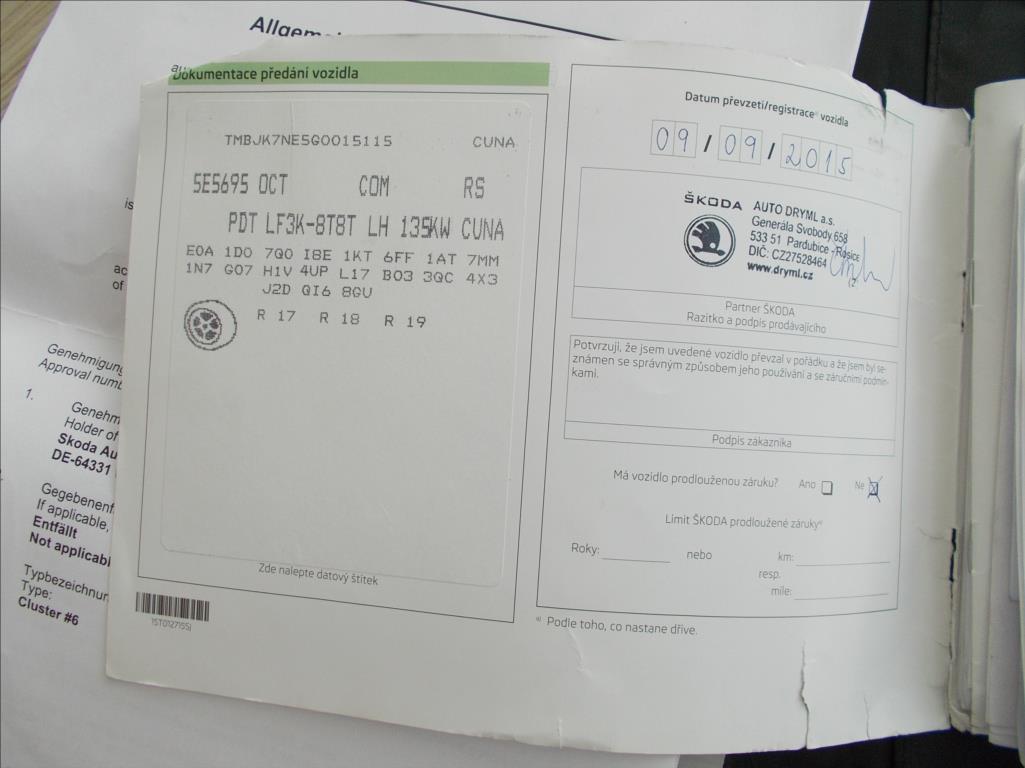 Allgemei
a)
Dokumentace předání vozidla
TMBJK7NE5G0015115 CUNA
5E5695 OCT COM RS
PDT LF3K-8T8T LH 135KW CUNA
E0A 1D0 7Q0 I8E 1KT 6FF 1AT 7MM
1N7 G07 H1V 4UP L17 B03 3QC 4X3
J2D QI6 8GU
R 17 R 18 R 19
Zde nalepte datový štítek
15T0127155j
Datum převzetí/registrace vozidla
09/09/2015
ŠKODA
AUTO DRYML a.s.
Generála Svobody 658
533 51 Pardubice - Rosice
DIČ: CZ27528464
www.dryml.cz
Partner ŠKODA
Razítko a podpis prodávajícího
Potvrzuji, že jsem uvedené vozidlo převzal v pořádku a že jsem byl se-
známen se správným způsobem jeho používání a se záručními podmín-
kami.
Podpis zákazníka
Má vozidlo prodlouženou záruku? Ano Ne
Limit ŠKODA prodloužené záruky a)
Roky: nebo km:
resp.
míle:
a) Podle toho, co nastane dříve.
is
ac
of
Genehmigung
Approval numb
1.
Genehm
Holder of
Skoda Au
DE-64331
Gegebenenf
If applicable,
Entfällt
Not applicabl
Typbezeichnun
Type:
Cluster #6